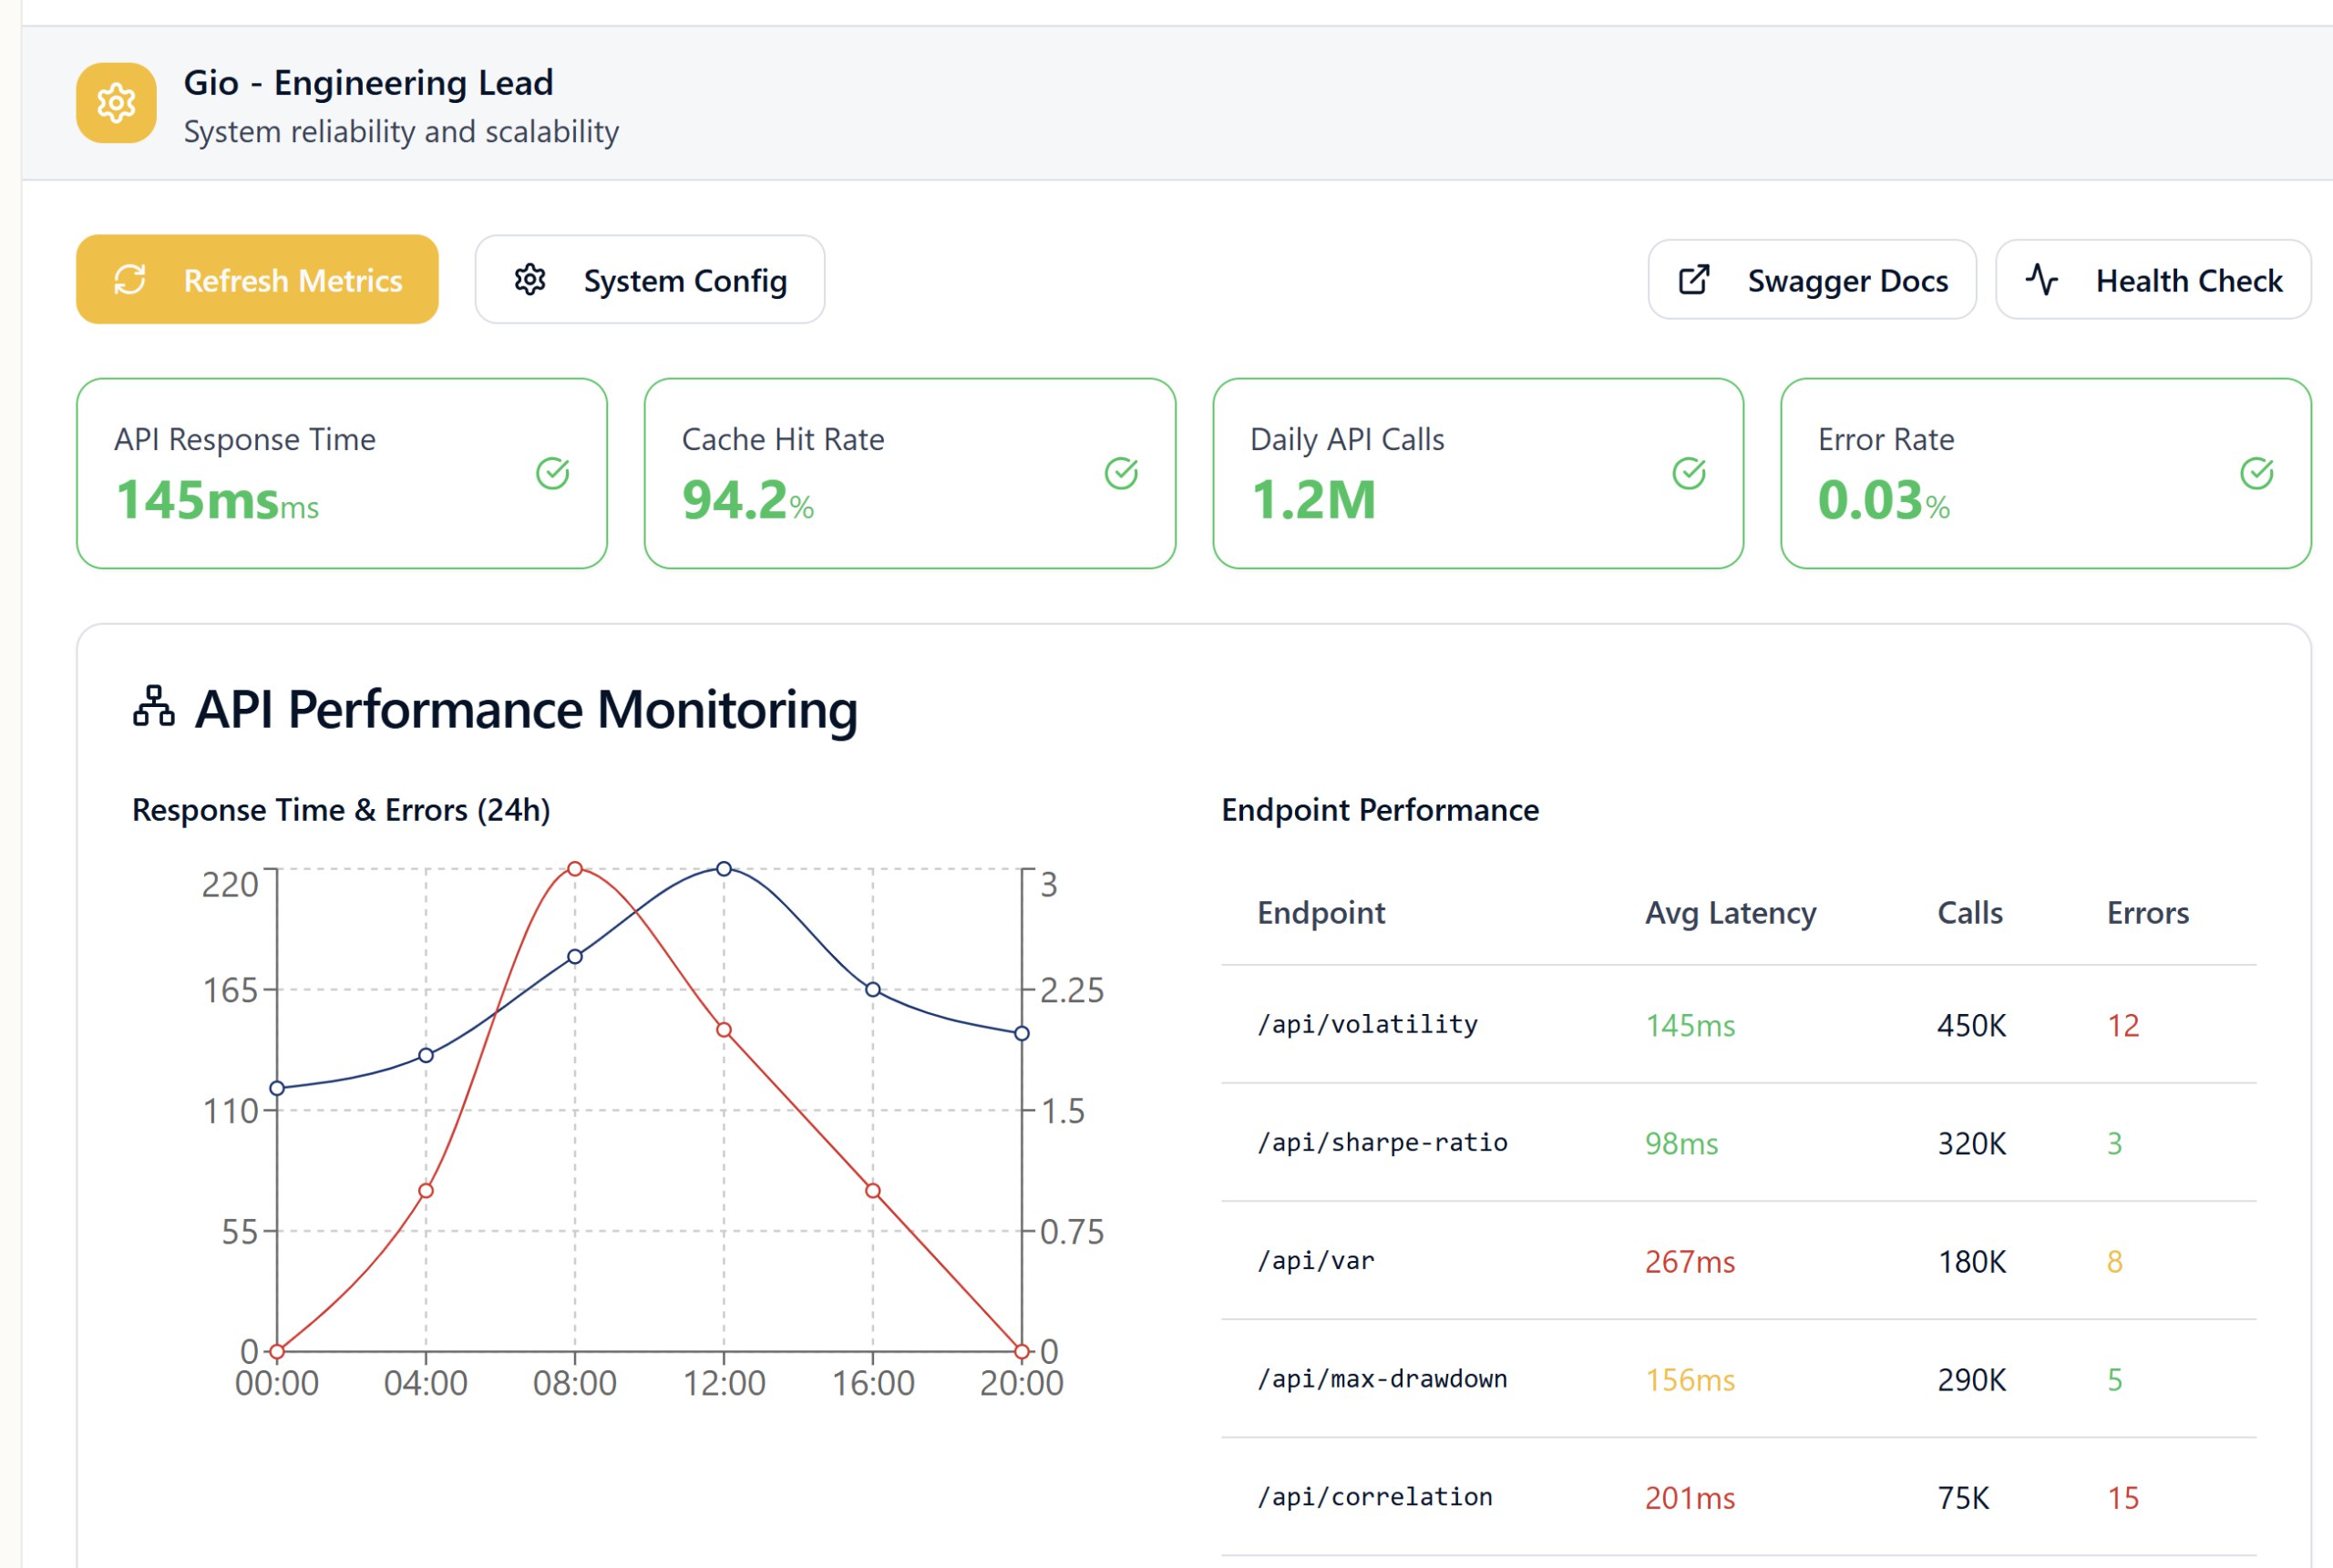 Gio - Engineering Lead
System reliability and scalability
Refresh Metrics
System Config
Swagger Docs
Health Check
API Response Time
145msms
Cache Hit Rate
94.2%
Daily API Calls
1.2M
Error Rate
0.03%
API Performance Monitoring
Response Time & Errors (24h)
220
165
110
55
0
3
2.25
1.5
0.75
0
00:00 04:00 08:00 12:00 16:00 20:00
Endpoint Performance
Endpoint Avg Latency Calls Errors
/api/volatility 145ms 450K 12
/api/sharpe-ratio 98ms 320K 3
/api/var 267ms 180K 8
/api/max-drawdown 156ms 290K 5
/api/correlation 201ms 75K 15